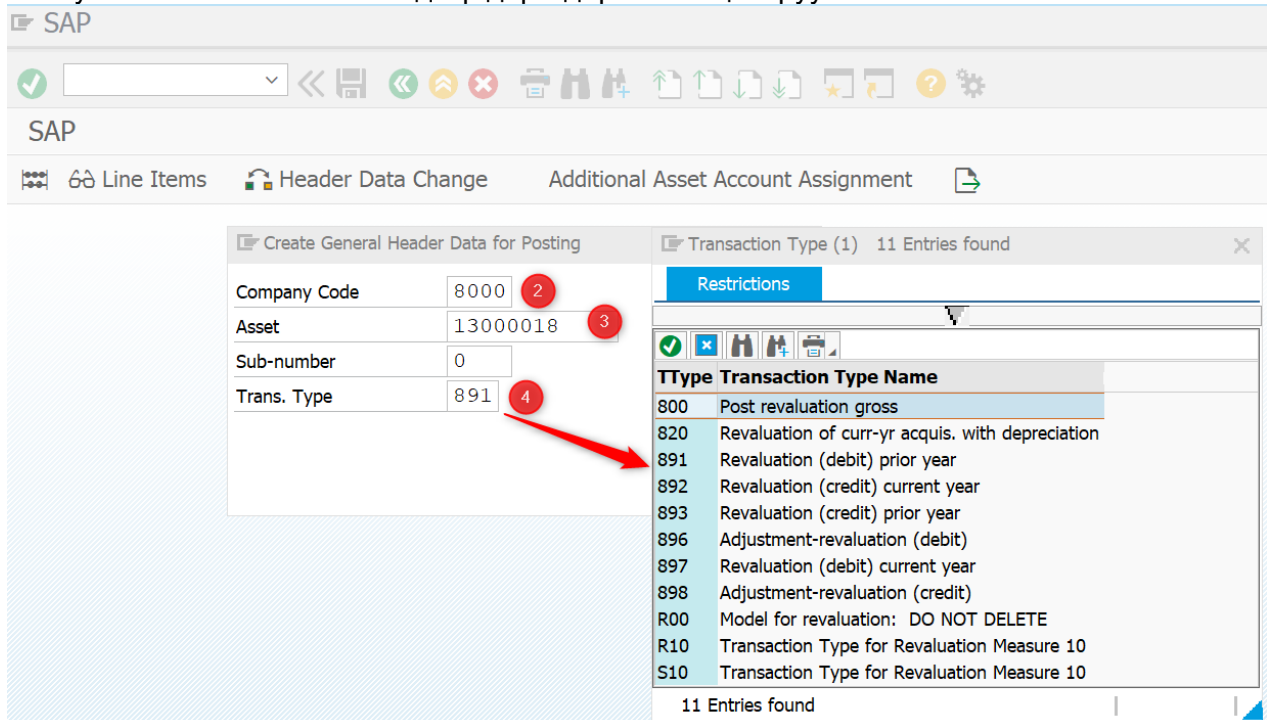 SAP
SAP
Line Items Header Data Change Additional Asset Account Assignment
Create General Header Data for Posting
Company Code 8000 2
Asset 13000018 3
Sub-number 0
Trans. Type 891 4
Transaction Type (1) 11 Entries found
Restrictions
TType Transaction Type Name
800 Post revaluation gross
820 Revaluation of curr-yr acquis. with depreciation
891 Revaluation (debit) prior year
892 Revaluation (credit) current year
893 Revaluation (credit) prior year
896 Adjustment-revaluation (debit)
897 Revaluation (debit) current year
898 Adjustment-revaluation (credit)
R00 Model for revaluation: DO NOT DELETE
R10 Transaction Type for Revaluation Measure 10
S10 Transaction Type for Revaluation Measure 10
11 Entries found